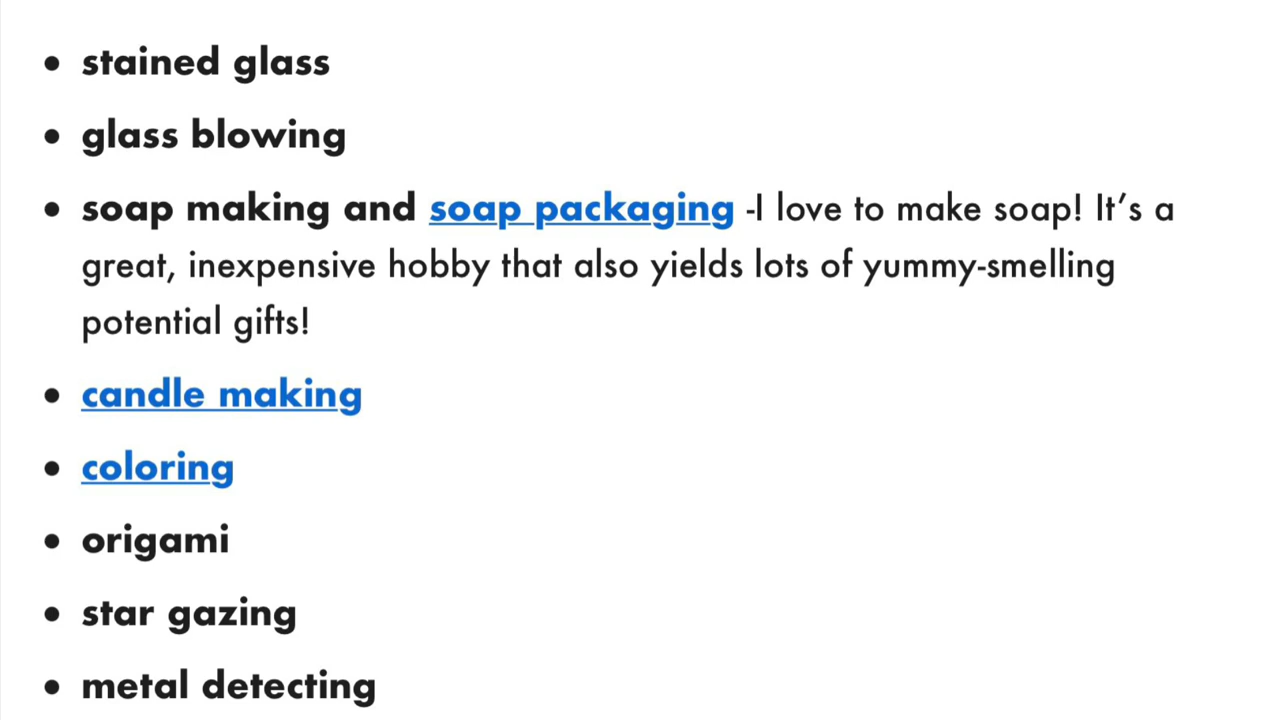 • stained glass
• glass blowing
• soap making and soap packaging -I love to make soap! It’s a
great, inexpensive hobby that also yields lots of yummy-smelling
potential gifts!
• candle making
• coloring
• origami
• star gazing
• metal detecting